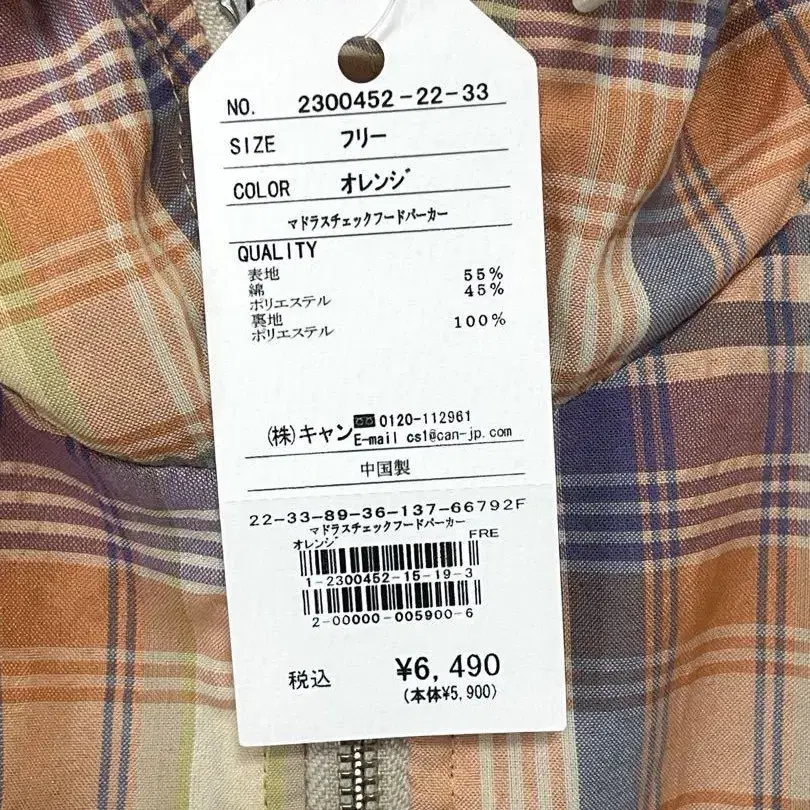 NO. 2300452-22-33
SIZE フリー
COLOR オレンジ
マドラスチェックフードパーカー
QUALITY
表地
綿 55%
ポリエステル 45%
裏地
ポリエステル 100%
(株)キャン 0120-112961
E-mail cs1@can-jp.com
中国製
22-33-89-36-137-66792F
マドラスチェックフードパーカー
オレンジ FRE
1-2300452-15-19-3
2-00000-005900-6
税込 ¥6,490
(本体¥5,900)